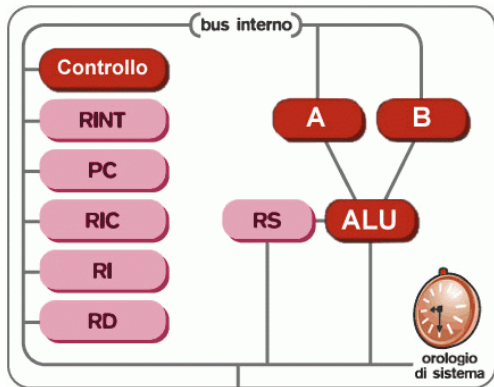 bus interno
Controllo
RINT
PC
RIC
RI
RD
A
B
RS
ALU
orologio
di sistema